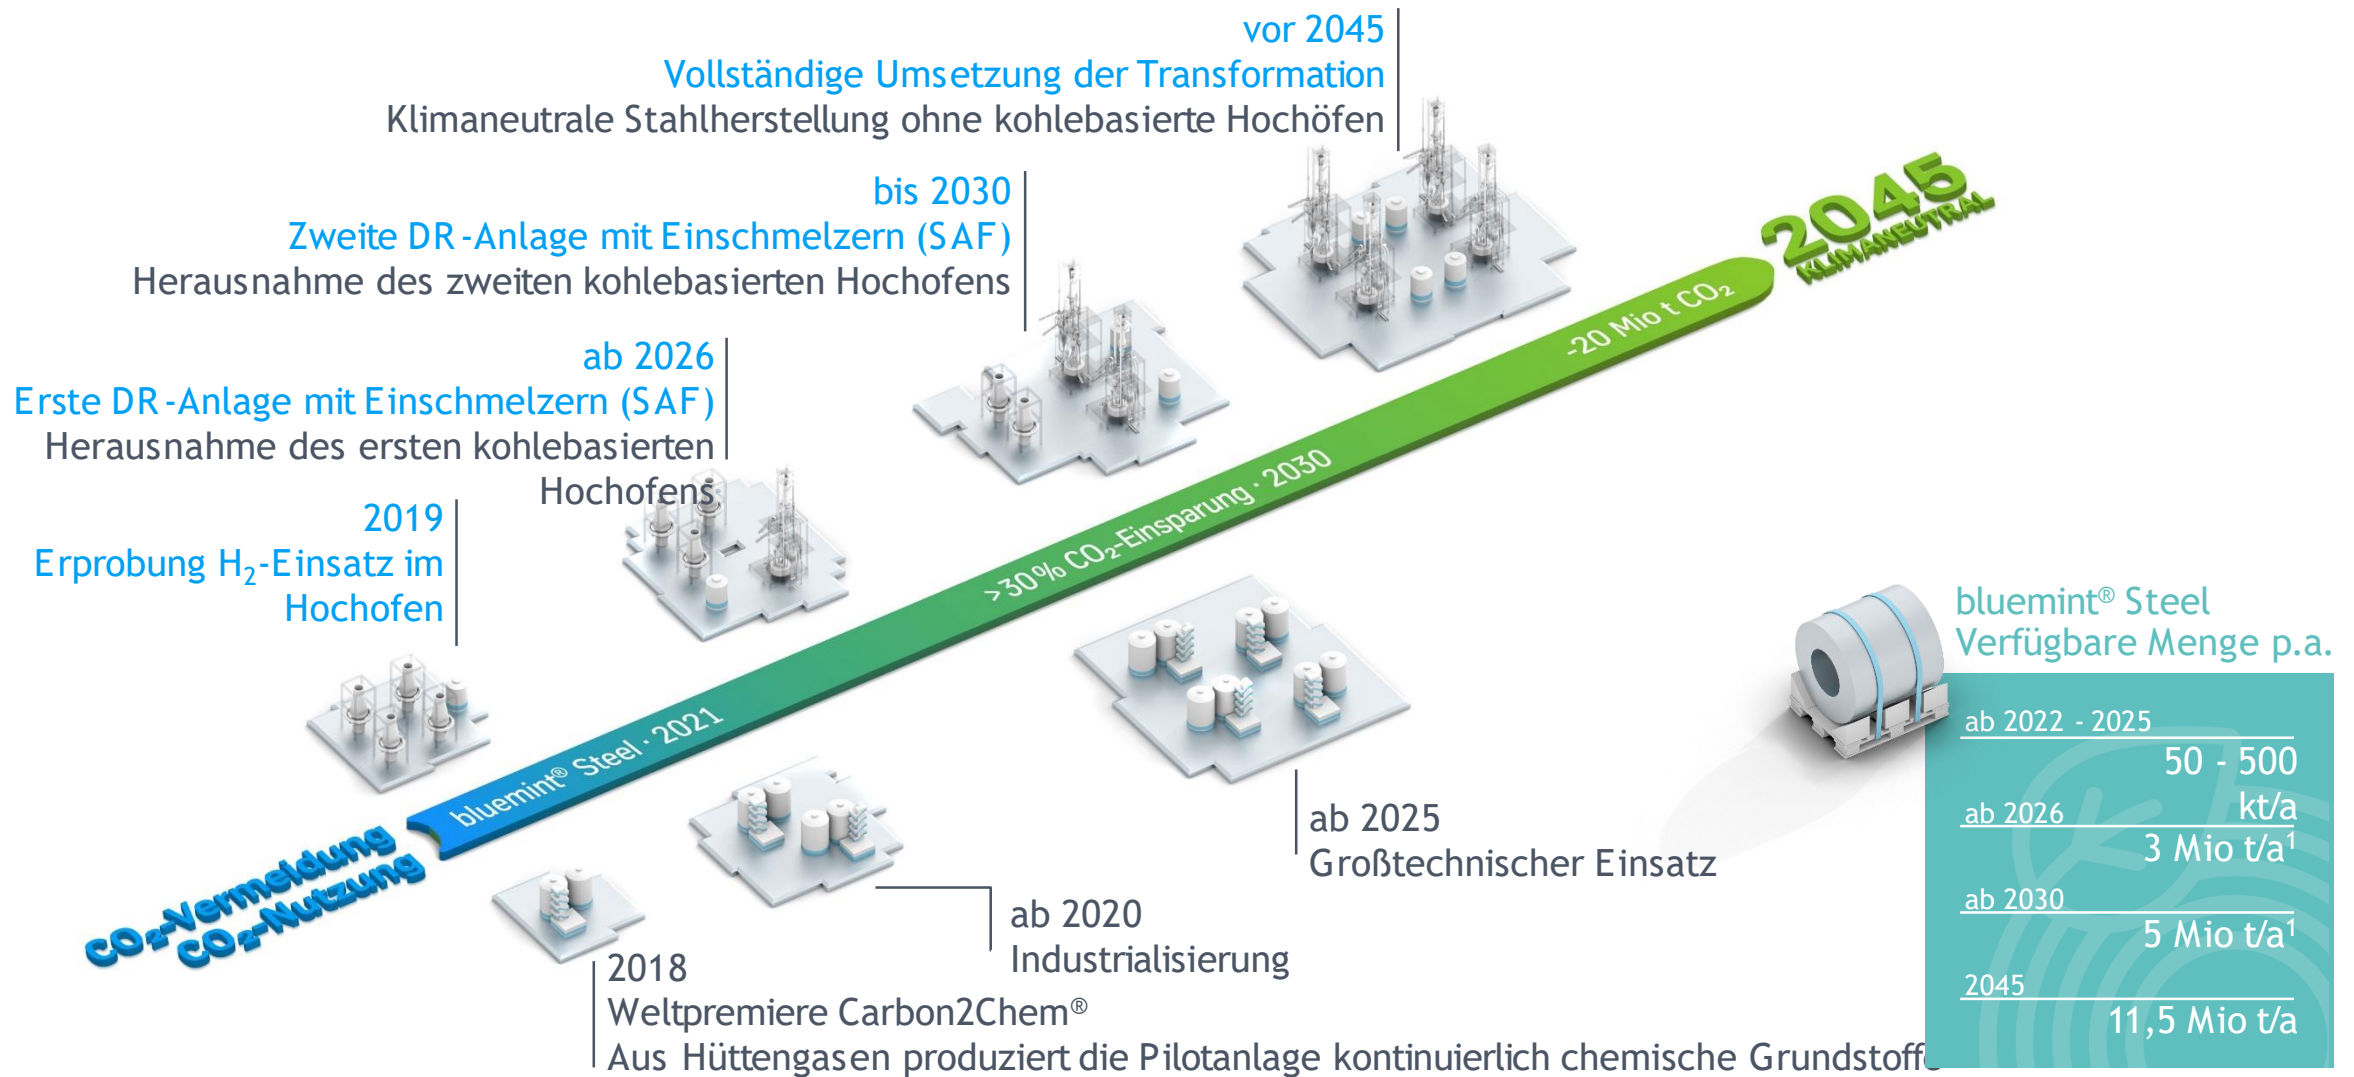 vor 2045
Vollständige Umsetzung der Transformation
Klimaneutrale Stahlherstellung ohne kohlebasierte Hochöfen
bis 2030
Zweite DR-Anlage mit Einschmelzern (SAF)
Herausnahme des zweiten kohlebasierten Hochofens
ab 2026
Erste DR-Anlage mit Einschmelzern (SAF)
Herausnahme des ersten kohlebasierten
Hochofens
2019
Erprobung H₂-Einsatz im
Hochofen
2045
KLIMANEUTRAL
-20 Mio t CO₂
>30% CO₂-Einsparung · 2030
bluemint® Steel · 2021
CO₂-Vermeidung
CO₂-Nutzung
2018
Weltpremiere Carbon2Chem®
Aus Hüttengasen produziert die Pilotanlage kontinuierlich chemische Grundstoffe
ab 2020
Industrialisierung
ab 2025
Großtechnischer Einsatz
bluemint® Steel
Verfügbare Menge p.a.
ab 2022 - 2025
50 - 500
kt/a
ab 2026
3 Mio t/a¹
ab 2030
5 Mio t/a¹
2045
11,5 Mio t/a